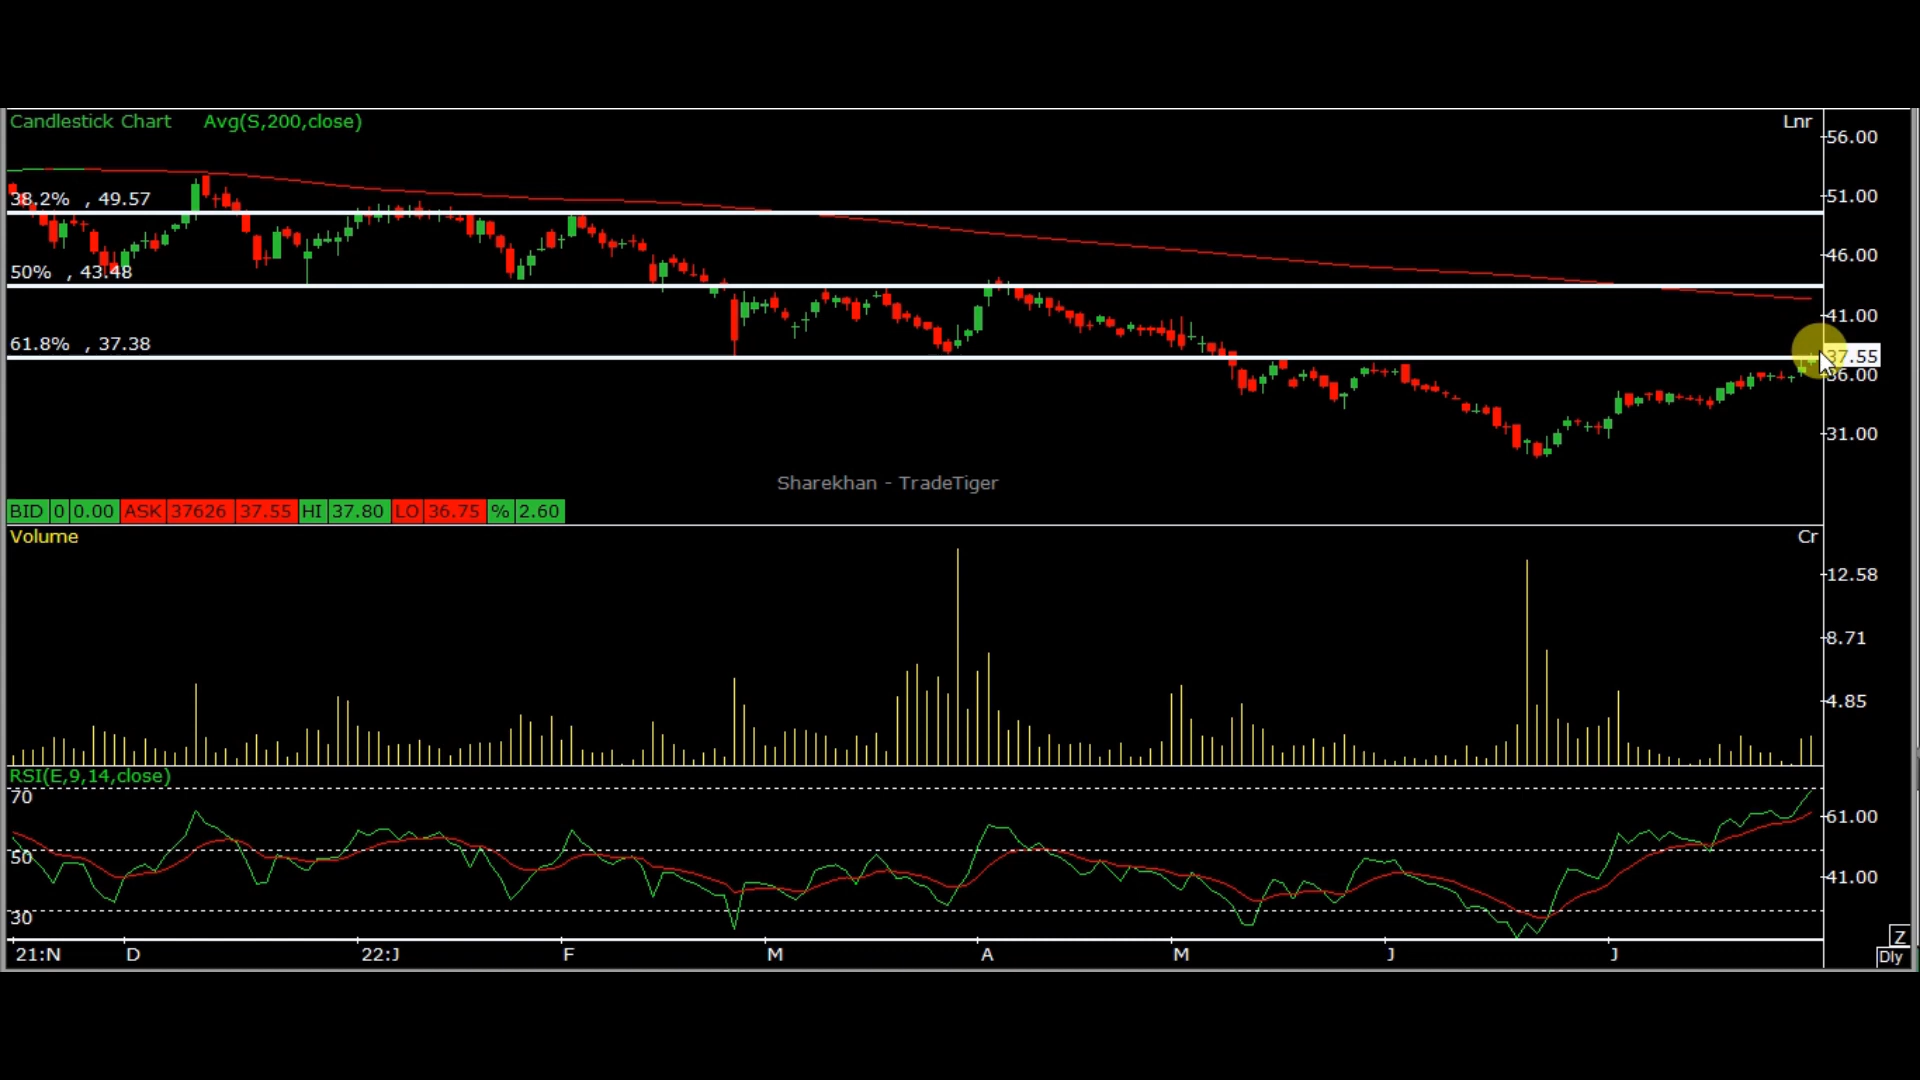 Candlestick Chart Avg(S,200,close) Lnr
56.00
38.2% , 49.57
51.00
46.00
50% , 43.48
41.00
61.8% , 37.38
37.55
36.00
31.00
Sharekhan - TradeTiger
BID 0 0.00 ASK 37626 37.55 HI 37.80 LO 36.75 % 2.60
Volume Cr
12.58
8.71
4.85
RSI(E,9,14,close)
70
61.00
50
41.00
30
Z
21:N D 22:J F M A M J J Dly